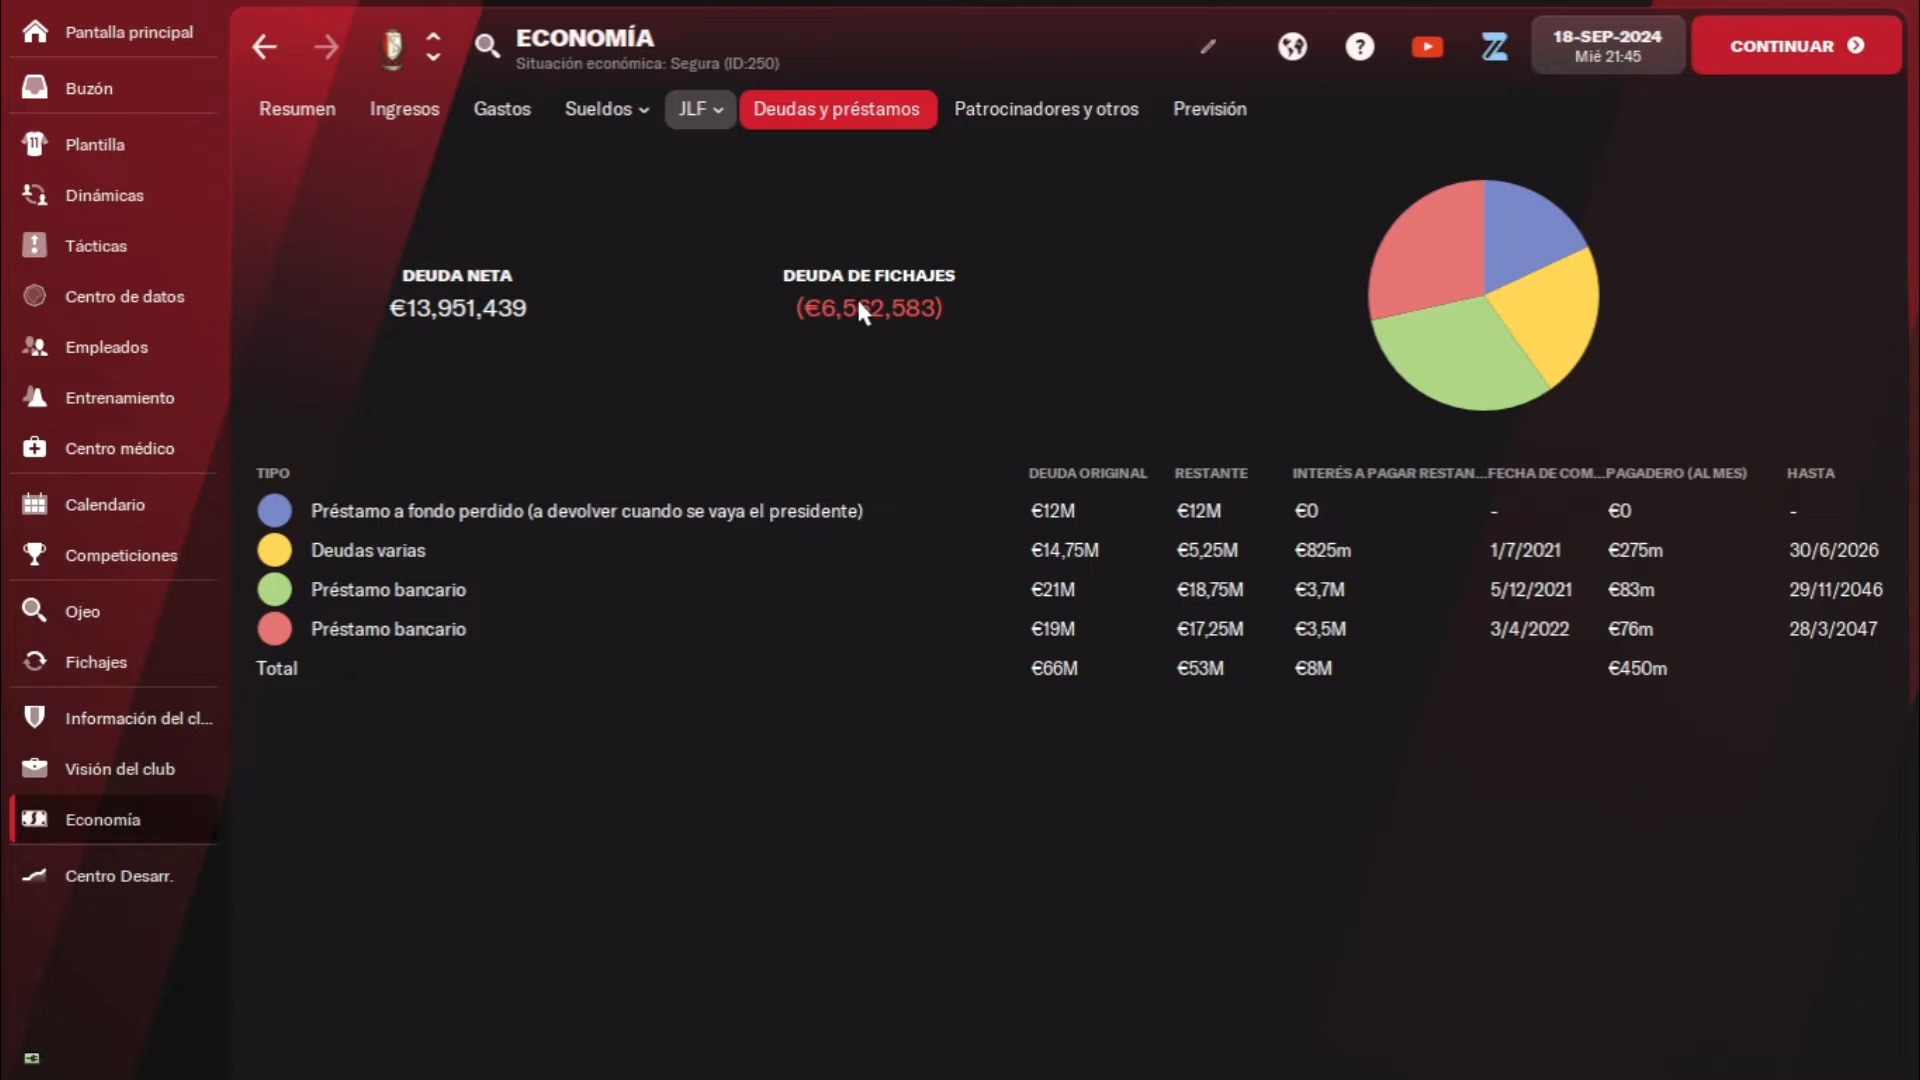 Pantalla principal
Buzón
Plantilla
Dinámicas
Tácticas
Centro de datos
Empleados
Entrenamiento
Centro médico
Calendario
Competiciones
Ojeo
Fichajes
Información del cl...
Visión del club
Economía
Centro Desarr.
ECONOMÍA
Situación económica: Segura (ID:250)
18-SEP-2024
Mié 21:45
CONTINUAR
Resumen Ingresos Gastos Sueldos JLF Deudas y préstamos Patrocinadores y otros Previsión
DEUDA NETA
€13,951,439
DEUDA DE FICHAJES
TIPO DEUDA ORIGINAL RESTANTE INTERÉS A PAGAR RESTAN... FECHA DE COM... PAGADERO (AL MES) HASTA
Préstamo a fondo perdido (a devolver cuando se vaya el presidente) €12M €12M €0 - €0 -
Deudas varias €14,75M €5,25M €825m 1/7/2021 €275m 30/6/2026
Préstamo bancario €21M €18,75M €3,7M 5/12/2021 €83m 29/11/2046
Préstamo bancario €19M €17,25M €3,5M 3/4/2022 €76m 28/3/2047
Total €66M €53M €8M €450m